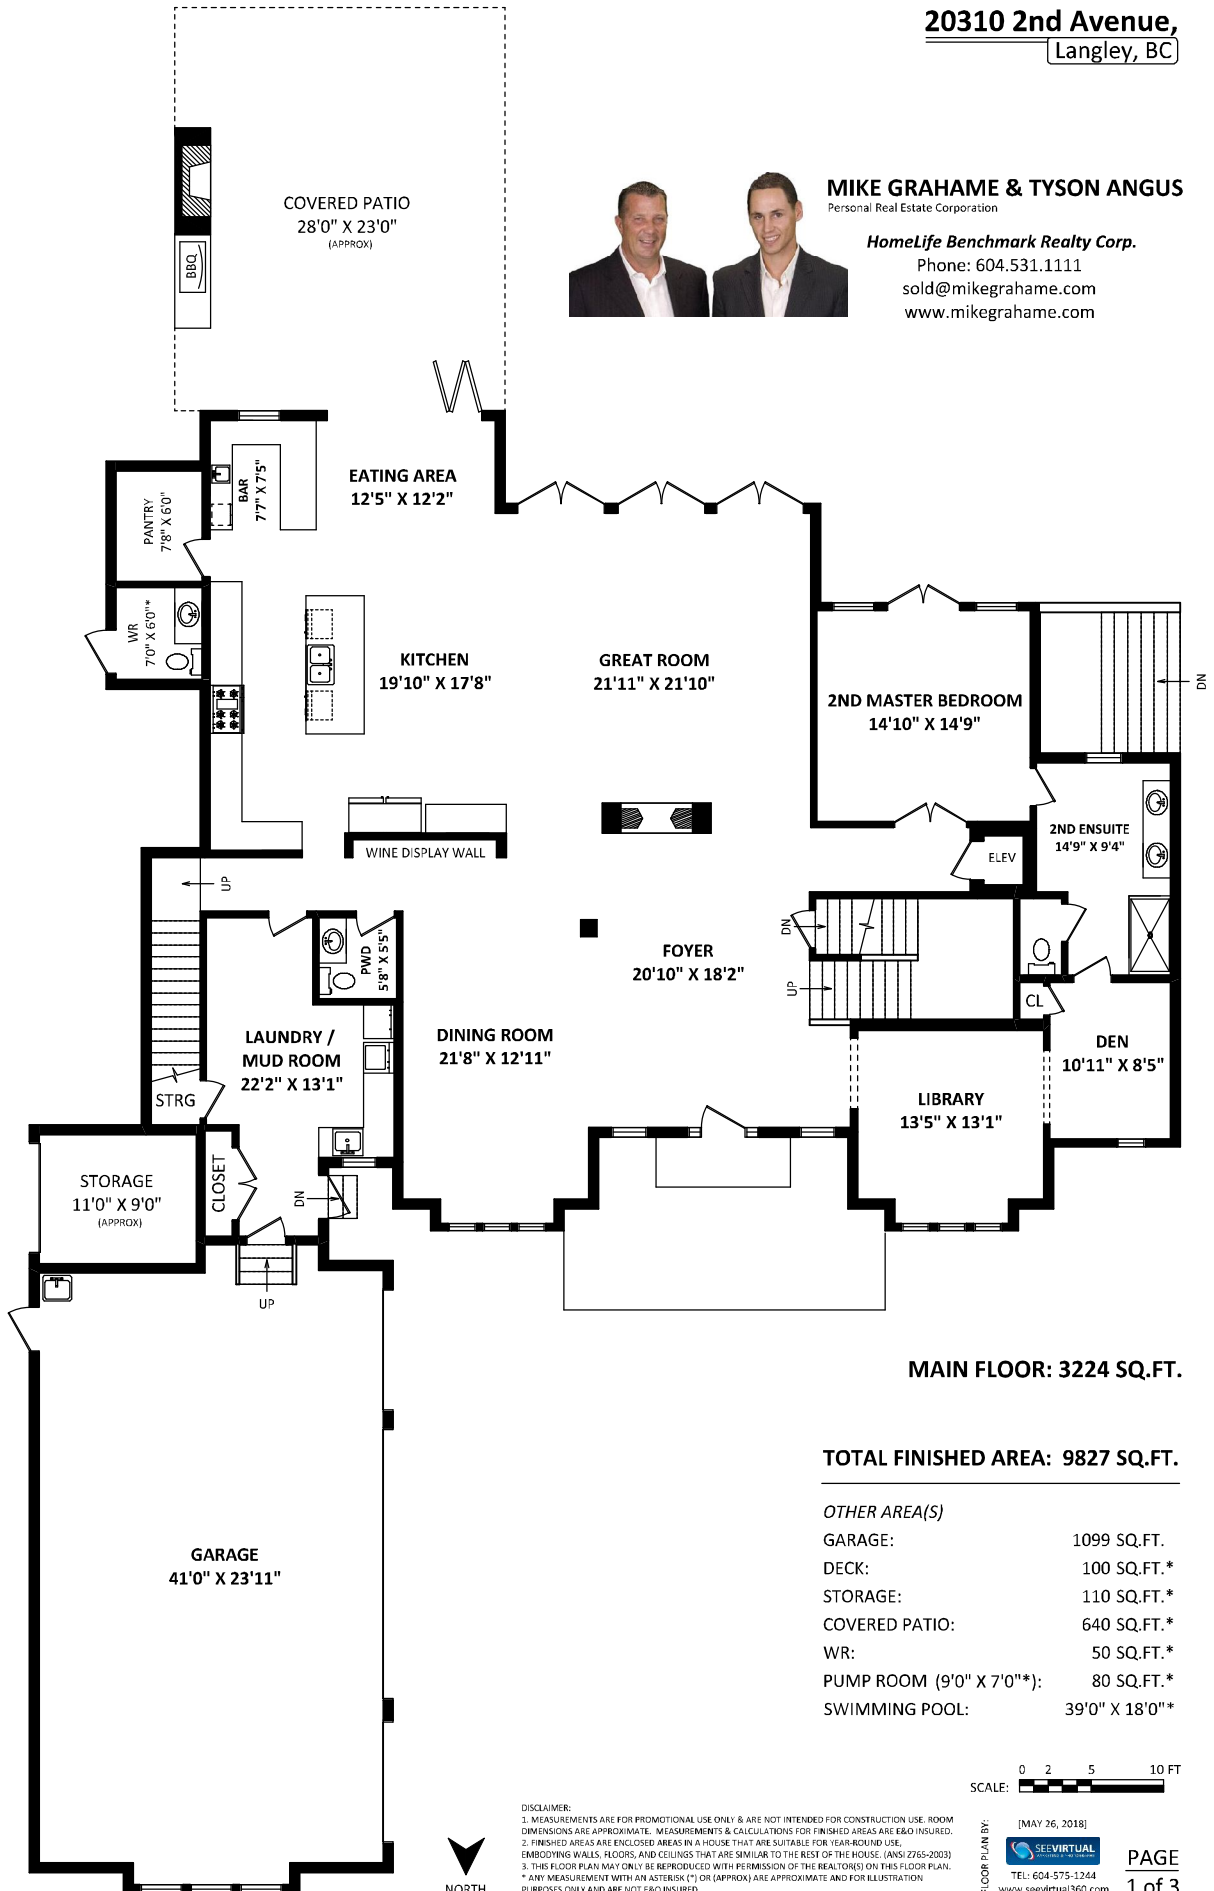 20310 2nd Avenue,
Langley, BC
MIKE GRAHAME & TYSON ANGUS
Personal Real Estate Corporation
HomeLife Benchmark Realty Corp.
Phone: 604.531.1111
sold@mikegrahame.com
www.mikegrahame.com
COVERED PATIO
28'0" X 23'0"
(APPROX)
BBQ
EATING AREA
12'5" X 12'2"
BAR
7'7" X 7'5"
PANTRY
7'8" X 6'0"
WR
7'0" X 6'0"*
KITCHEN
19'10" X 17'8"
GREAT ROOM
21'11" X 21'10"
2ND MASTER BEDROOM
14'10" X 14'9"
DN
2ND ENSUITE
14'9" X 9'4"
ELEV
WINE DISPLAY WALL
UP
PWD
5'8" X 5'5"
FOYER
20'10" X 18'2"
DN
UP
CL
DEN
10'11" X 8'5"
LAUNDRY /
MUD ROOM
22'2" X 13'1"
DINING ROOM
21'8" X 12'11"
LIBRARY
13'5" X 13'1"
STRG
STORAGE
11'0" X 9'0"
(APPROX)
CLOSET
DN
UP
GARAGE
41'0" X 23'11"
MAIN FLOOR: 3224 SQ.FT.
TOTAL FINISHED AREA: 9827 SQ.FT.
OTHER AREA(S)
GARAGE: 1099 SQ.FT.
DECK: 100 SQ.FT.*
STORAGE: 110 SQ.FT.*
COVERED PATIO: 640 SQ.FT.*
WR: 50 SQ.FT.*
PUMP ROOM (9'0" X 7'0"*): 80 SQ.FT.*
SWIMMING POOL: 39'0" X 18'0"*
0 2 5 10 FT
SCALE:
DISCLAIMER:
1. MEASUREMENTS ARE FOR PROMOTIONAL USE ONLY & ARE NOT INTENDED FOR CONSTRUCTION USE. ROOM
DIMENSIONS ARE APPROXIMATE. MEASUREMENTS & CALCULATIONS FOR FINISHED AREAS ARE E&O INSURED.
2. FINISHED AREAS ARE ENCLOSED AREAS IN A HOUSE THAT ARE SUITABLE FOR YEAR-ROUND USE,
EMBODYING WALLS, FLOORS, AND CEILINGS THAT ARE SIMILAR TO THE REST OF THE HOUSE. (ANSI Z765-2003)
3. THIS FLOOR PLAN MAY ONLY BE REPRODUCED WITH PERMISSION OF THE REALTOR(S) ON THIS FLOOR PLAN.
* ANY MEASUREMENT WITH AN ASTERISK (*) OR (APPROX) ARE APPROXIMATE AND FOR ILLUSTRATION
PURPOSES ONLY AND ARE NOT E&O INSURED.
NORTH
FLOOR PLAN BY:
[MAY 26, 2018]
SEEVIRTUAL
TEL: 604-575-1244
www.seevirtual360.com
PAGE
1 of 3